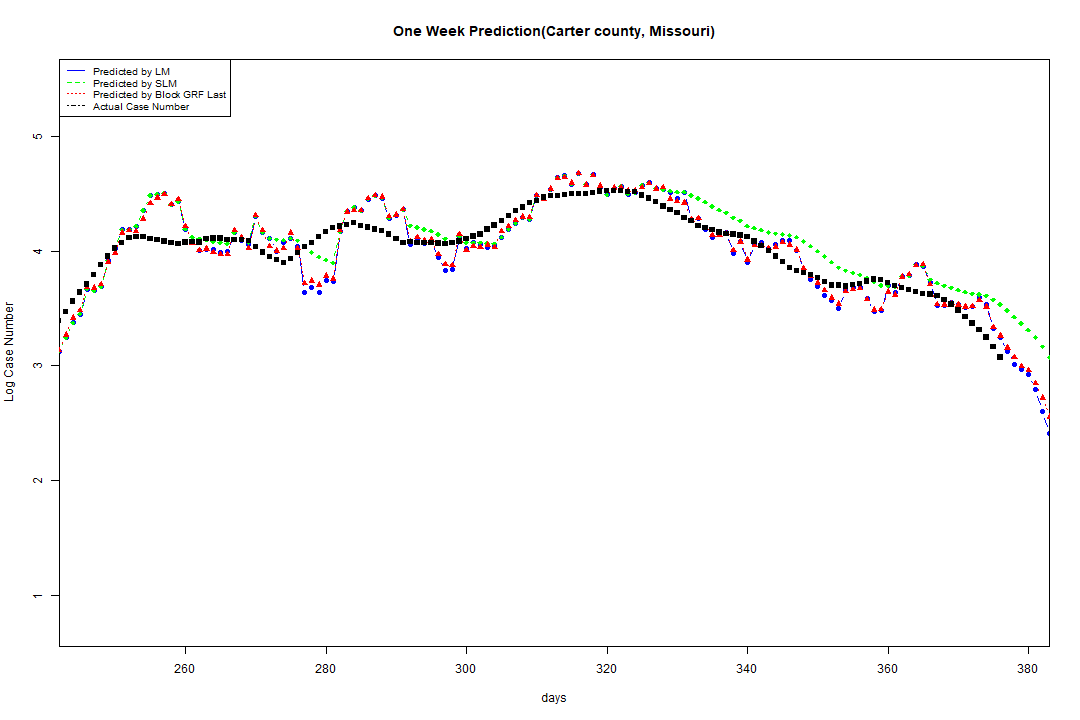 One Week Prediction(Carter county, Missouri)
Predicted by LM
Predicted by SLM
Predicted by Block GRF Last
Actual Case Number
5
4
3
2
1
Log Case Number
260 280 300 320 340 360 380
days